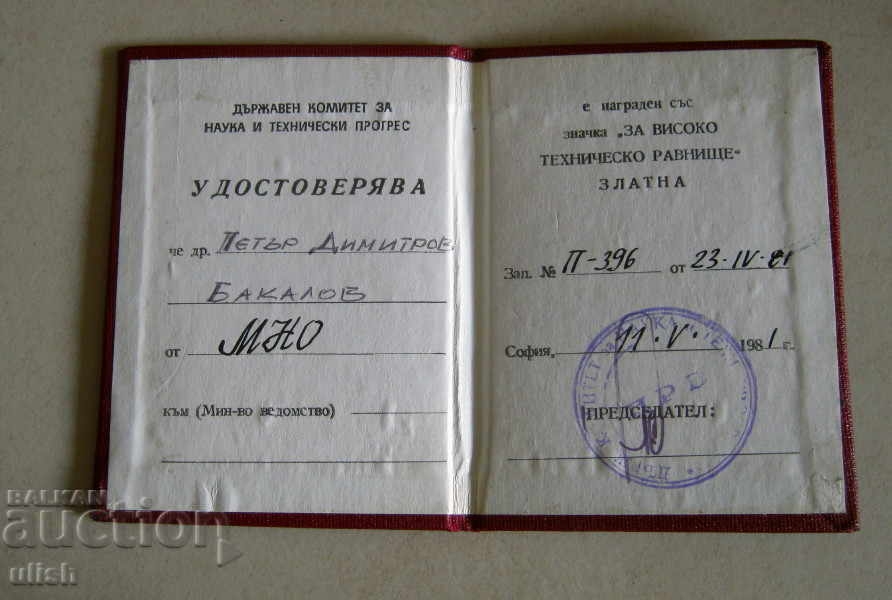 ДЪРЖАВЕН КОМИТЕТ ЗА
НАУКА И ТЕХНИЧЕСКИ ПРОГРЕС
УДОСТОВЕРЯВА
че др. Петър Димитров
Бакалов
от МНО
към (Мин-во ведомство)
е награден със
значка „ЗА ВИСОКО
ТЕХНИЧЕСКО РАВНИЩЕ"
ЗЛАТНА
Зап. № П-396 от 23-IV-81
София, 11·V· 1981 г.
ПРЕДСЕДАТЕЛ:
BALKAN
auction
ulish